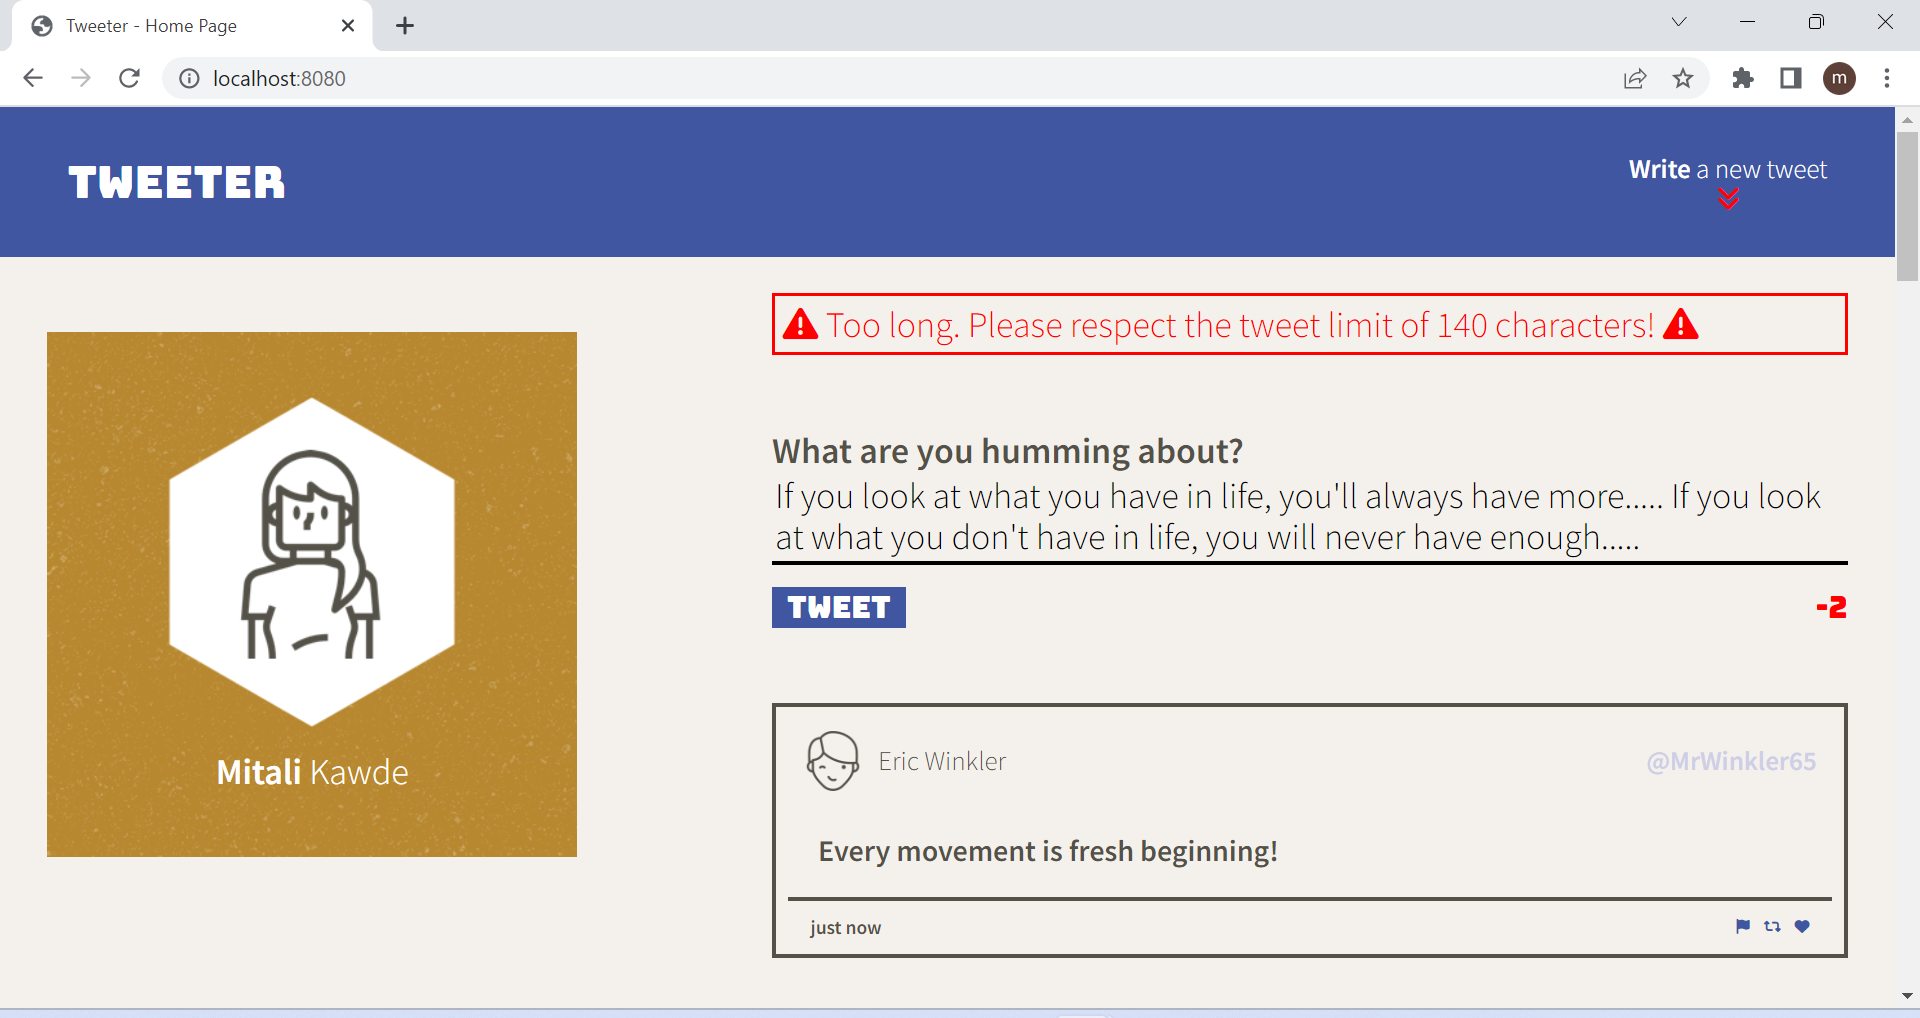 Tweeter - Home Page
localhost:8080
m
TWEETER
Write a new tweet
Too long. Please respect the tweet limit of 140 characters!
What are you humming about?
If you look at what you have in life, you'll always have more..... If you look
at what you don't have in life, you will never have enough.....
TWEET
-2
Mitali Kawde
Eric Winkler
@MrWinkler65
Every movement is fresh beginning!
just now